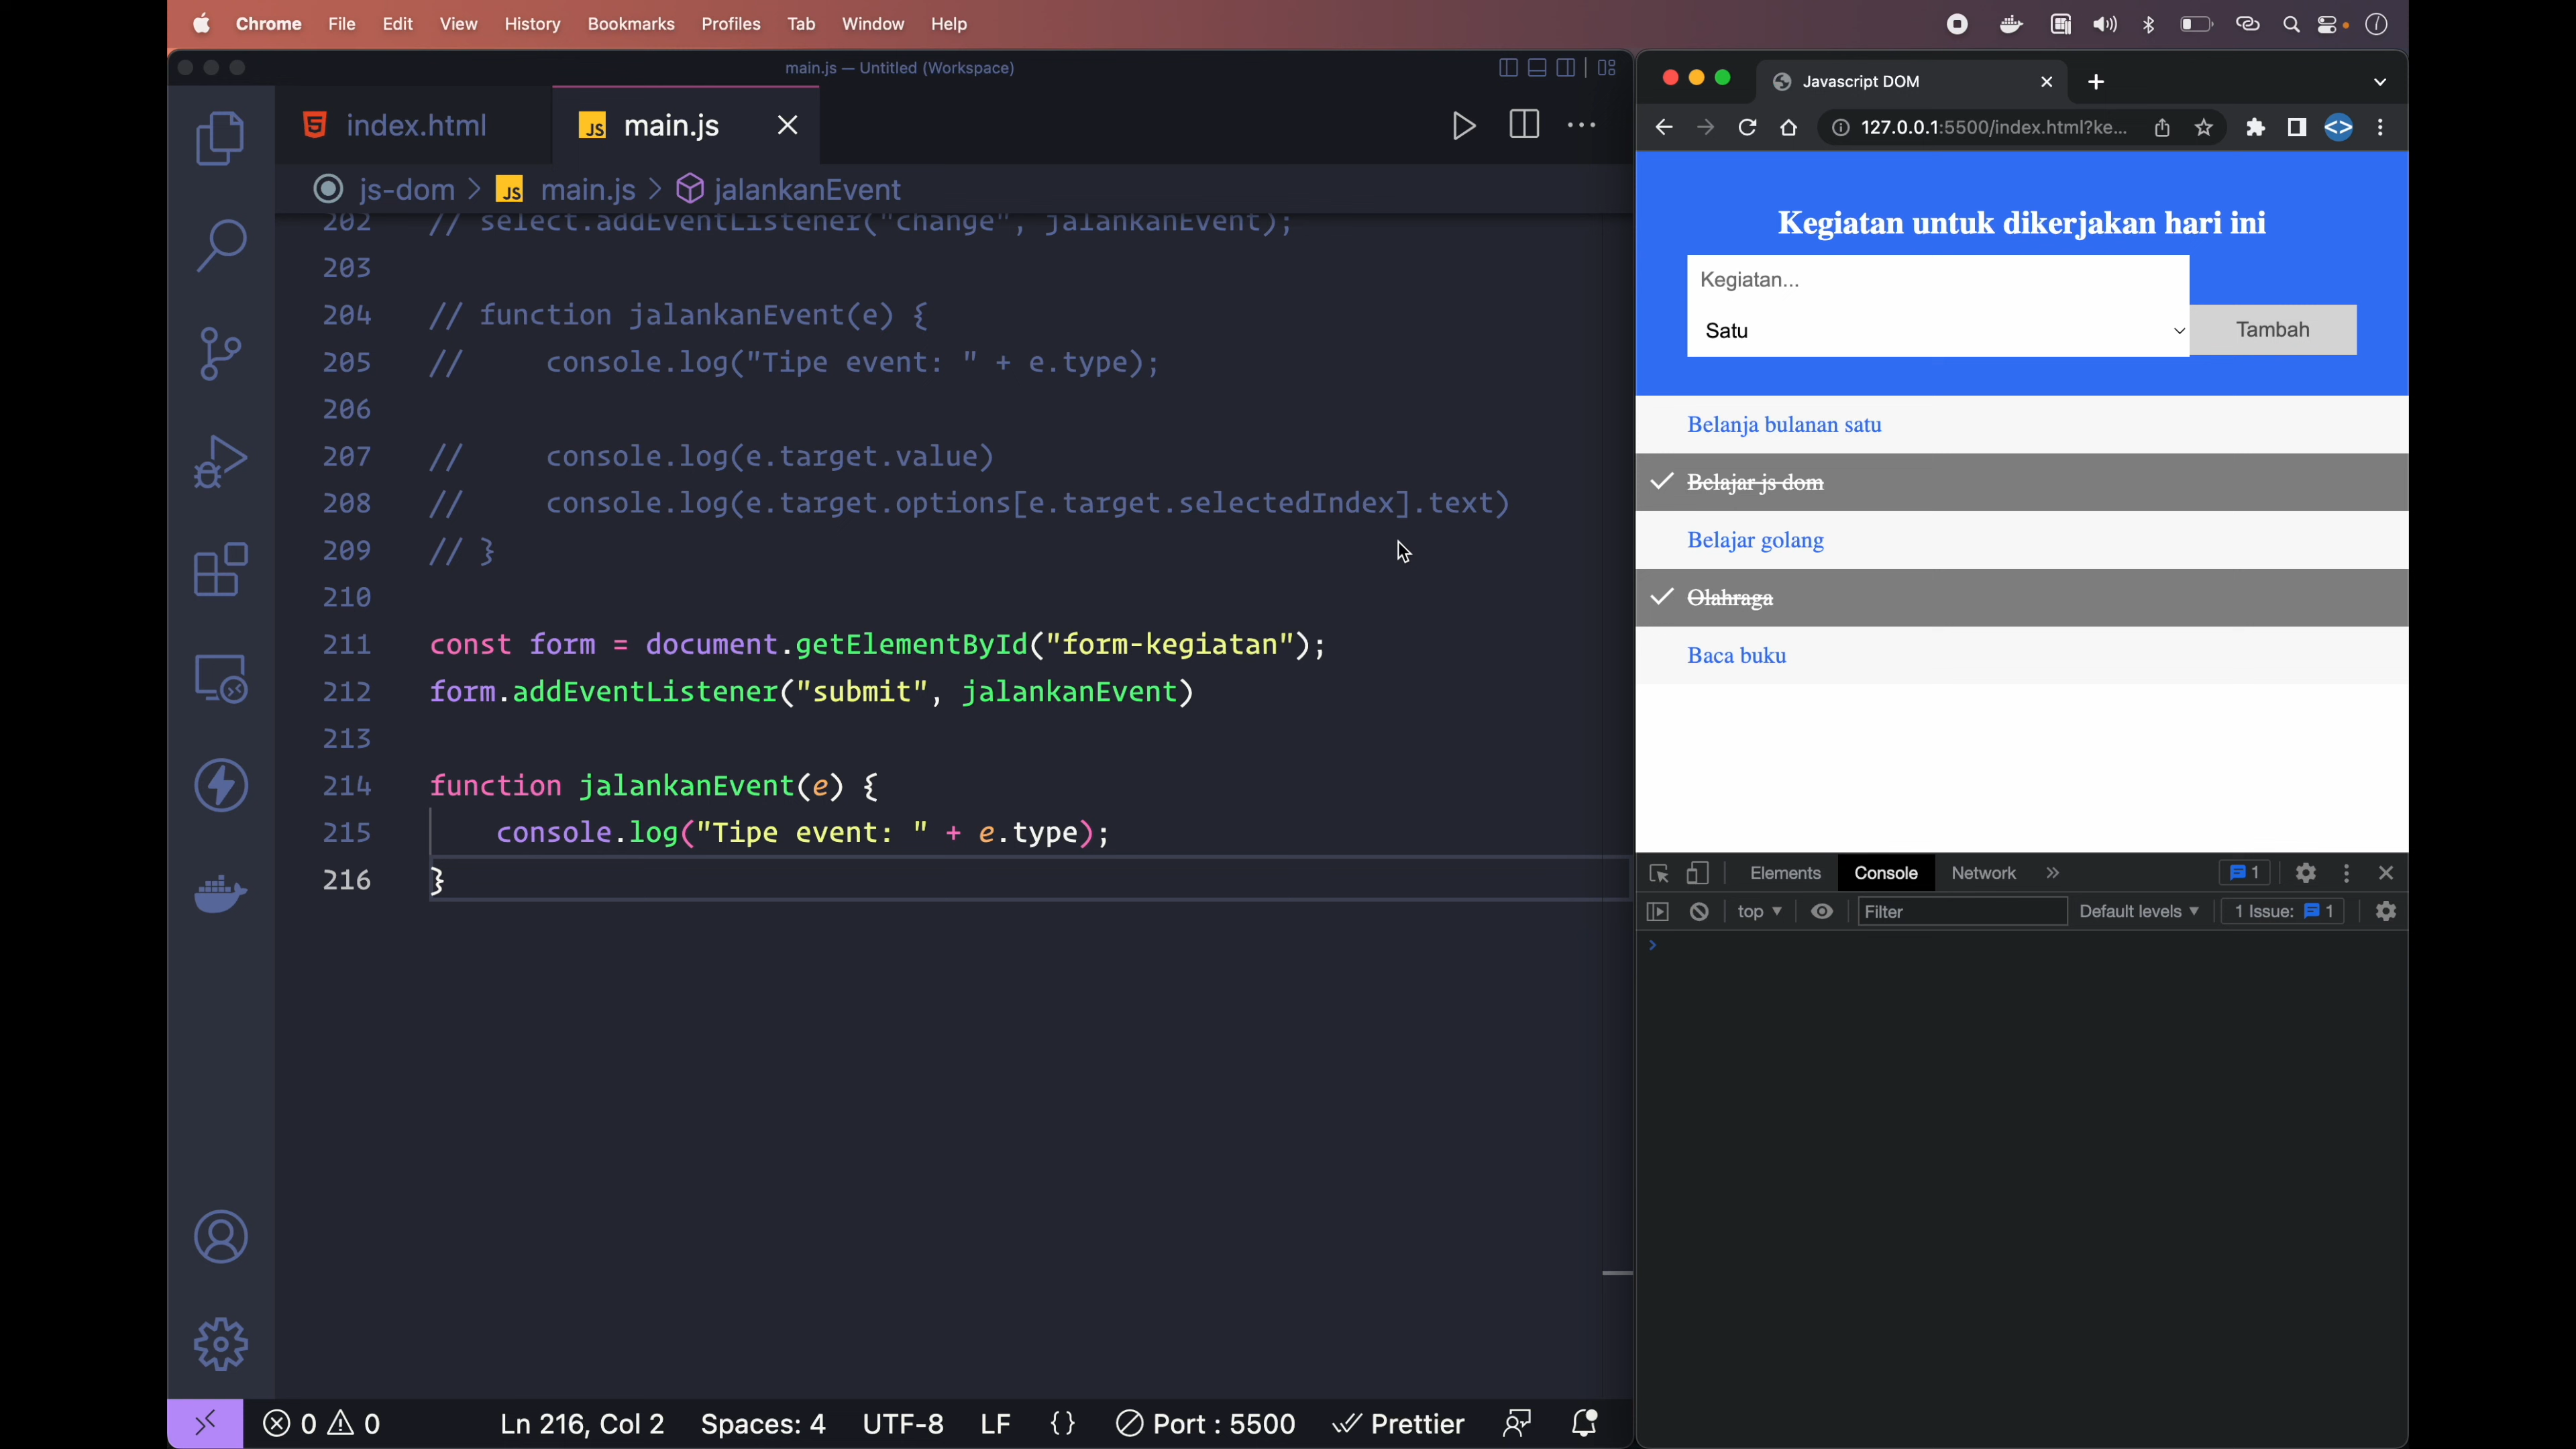 Chrome File Edit View History Bookmarks Profiles Tab Window Help
main.js — Untitled (Workspace)
index.html
JS main.js
js-dom > JS main.js > jalankanEvent
202 // select.addEventListener("change", jalankanEvent);
203
204 // function jalankanEvent(e) {
205 // console.log("Tipe event: " + e.type);
206
207 // console.log(e.target.value)
208 // console.log(e.target.options[e.target.selectedIndex].text)
209 // }
210
211 const form = document.getElementById("form-kegiatan");
212 form.addEventListener("submit", jalankanEvent)
213
214 function jalankanEvent(e) {
215 console.log("Tipe event: " + e.type);
216 }
0 0 Ln 216, Col 2 Spaces: 4 UTF-8 LF {} Port : 5500 Prettier
Javascript DOM
127.0.0.1:5500/index.html?ke...
Kegiatan untuk dikerjakan hari ini
Kegiatan...
Satu
Tambah
Belanja bulanan satu
Belajar js dom
Belajar golang
Olahraga
Baca buku
Elements Console Network » 1
top Filter Default levels 1 Issue: 1